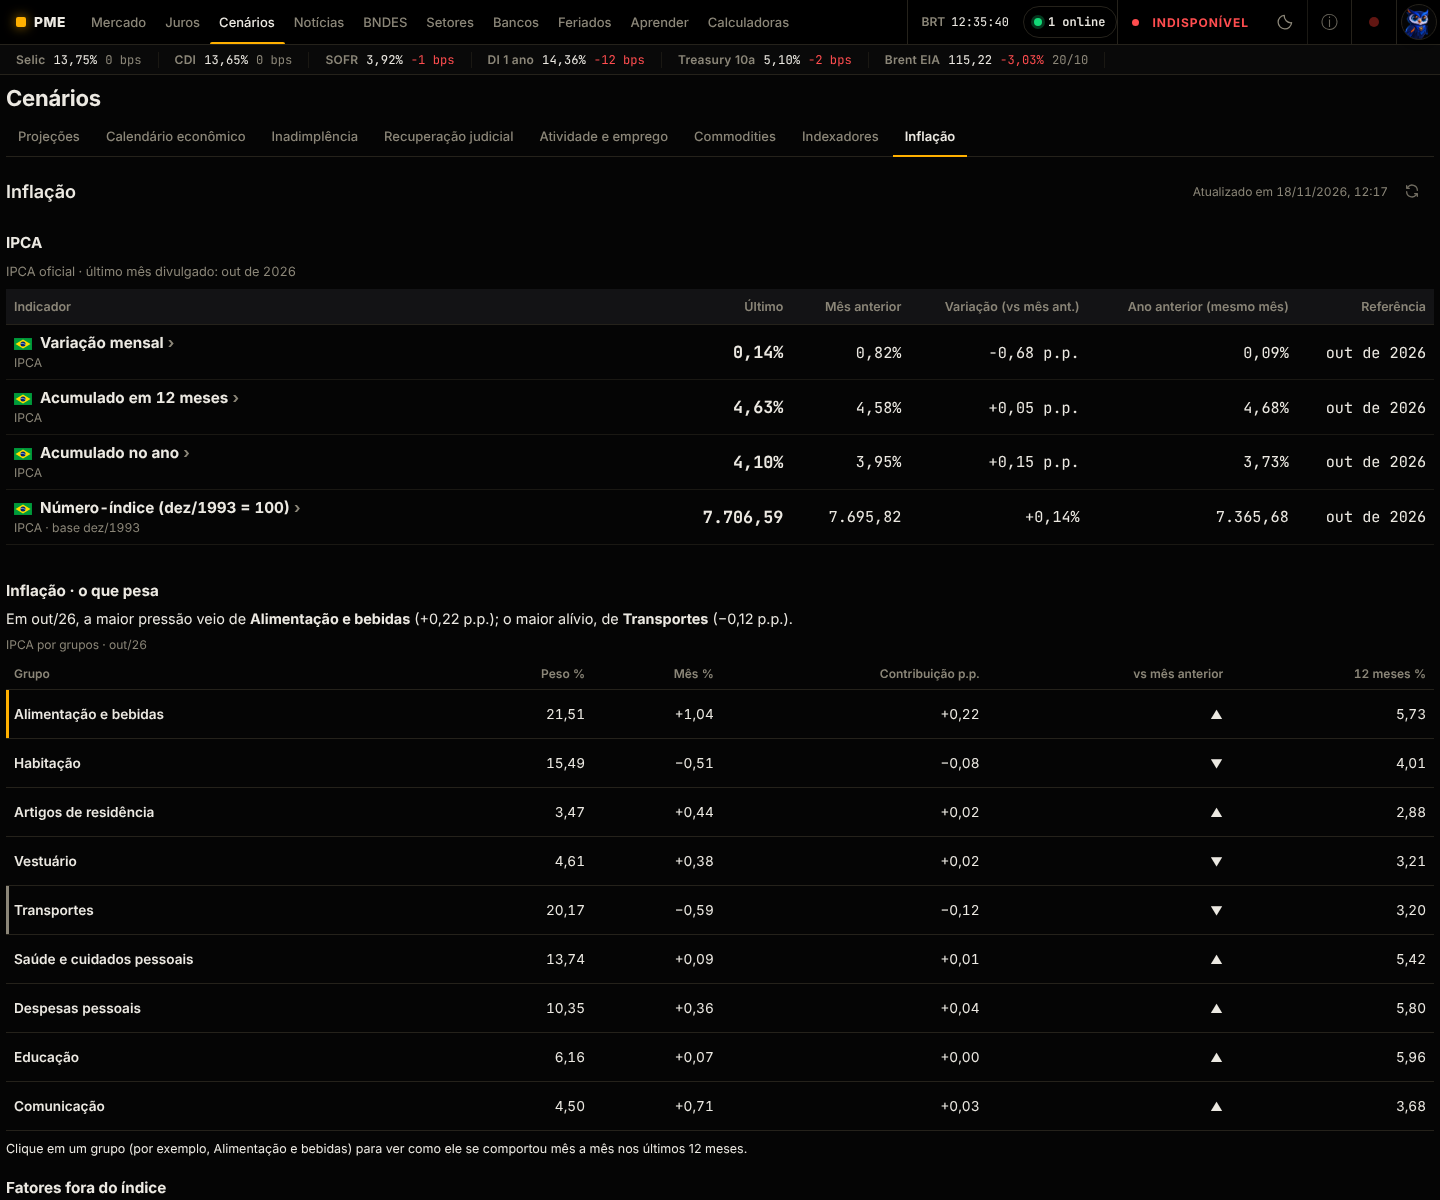 PME Mercado Juros Cenários Notícias BNDES Setores Bancos Feriados Aprender Calculadoras BRT 12:35:40 1 online INDISPONÍVEL
Selic 13,75% 0 bps CDI 13,65% 0 bps SOFR 3,92% -1 bps DI 1 ano 14,36% -12 bps Treasury 10a 5,10% -2 bps Brent EIA 115,22 -3,03% 20/10
Cenários
Projeções Calendário econômico Inadimplência Recuperação judicial Atividade e emprego Commodities Indexadores Inflação
Inflação Atualizado em 18/11/2026, 12:17
IPCA
IPCA oficial · último mês divulgado: out de 2026
Indicador Último Mês anterior Variação (vs mês ant.) Ano anterior (mesmo mês) Referência
Variação mensal › 0,14% 0,82% -0,68 p.p. 0,09% out de 2026
IPCA
Acumulado em 12 meses › 4,63% 4,58% +0,05 p.p. 4,68% out de 2026
IPCA
Acumulado no ano › 4,10% 3,95% +0,15 p.p. 3,73% out de 2026
IPCA
Número-índice (dez/1993 = 100) › 7.706,59 7.695,82 +0,14% 7.365,68 out de 2026
IPCA · base dez/1993
Inflação · o que pesa
Em out/26, a maior pressão veio de Alimentação e bebidas (+0,22 p.p.); o maior alívio, de Transportes (−0,12 p.p.).
IPCA por grupos · out/26
Grupo Peso % Mês % Contribuição p.p. vs mês anterior 12 meses %
Alimentação e bebidas 21,51 +1,04 +0,22 ▲ 5,73
Habitação 15,49 −0,51 −0,08 ▼ 4,01
Artigos de residência 3,47 +0,44 +0,02 ▲ 2,88
Vestuário 4,61 +0,38 +0,02 ▼ 3,21
Transportes 20,17 −0,59 −0,12 ▼ 3,20
Saúde e cuidados pessoais 13,74 +0,09 +0,01 ▲ 5,42
Despesas pessoais 10,35 +0,36 +0,04 ▲ 5,80
Educação 6,16 +0,07 +0,00 ▲ 5,96
Comunicação 4,50 +0,71 +0,03 ▲ 3,68
Clique em um grupo (por exemplo, Alimentação e bebidas) para ver como ele se comportou mês a mês nos últimos 12 meses.
Fatores fora do índice